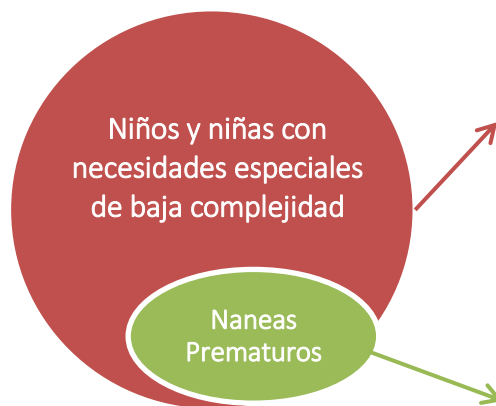 Niños y niñas con
necesidades especiales
de baja complejidad
Naneas
Prematuros